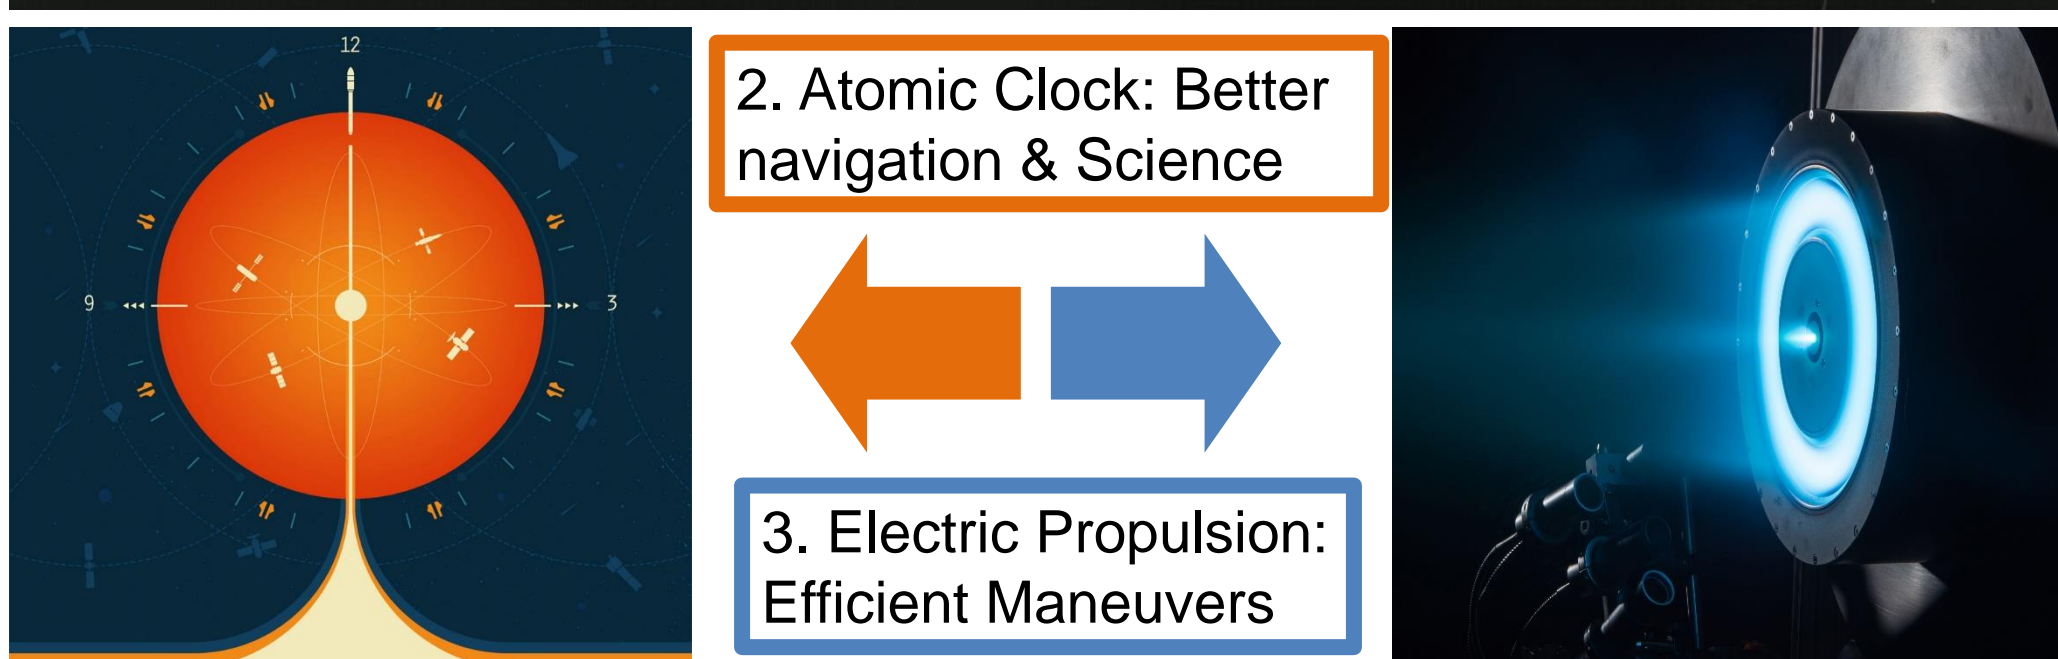 12
9
3
2. Atomic Clock: Better
navigation & Science
3. Electric Propulsion:
Efficient Maneuvers